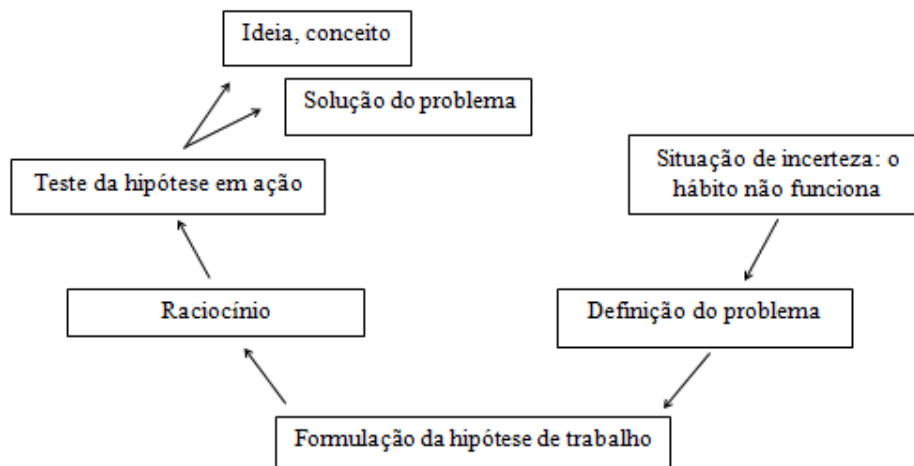 Ideia, conceito
Solução do problema
Situação de incerteza: o
hábito não funciona
Teste da hipótese em ação
Raciocínio
Definição do problema
Formulação da hipótese de trabalho